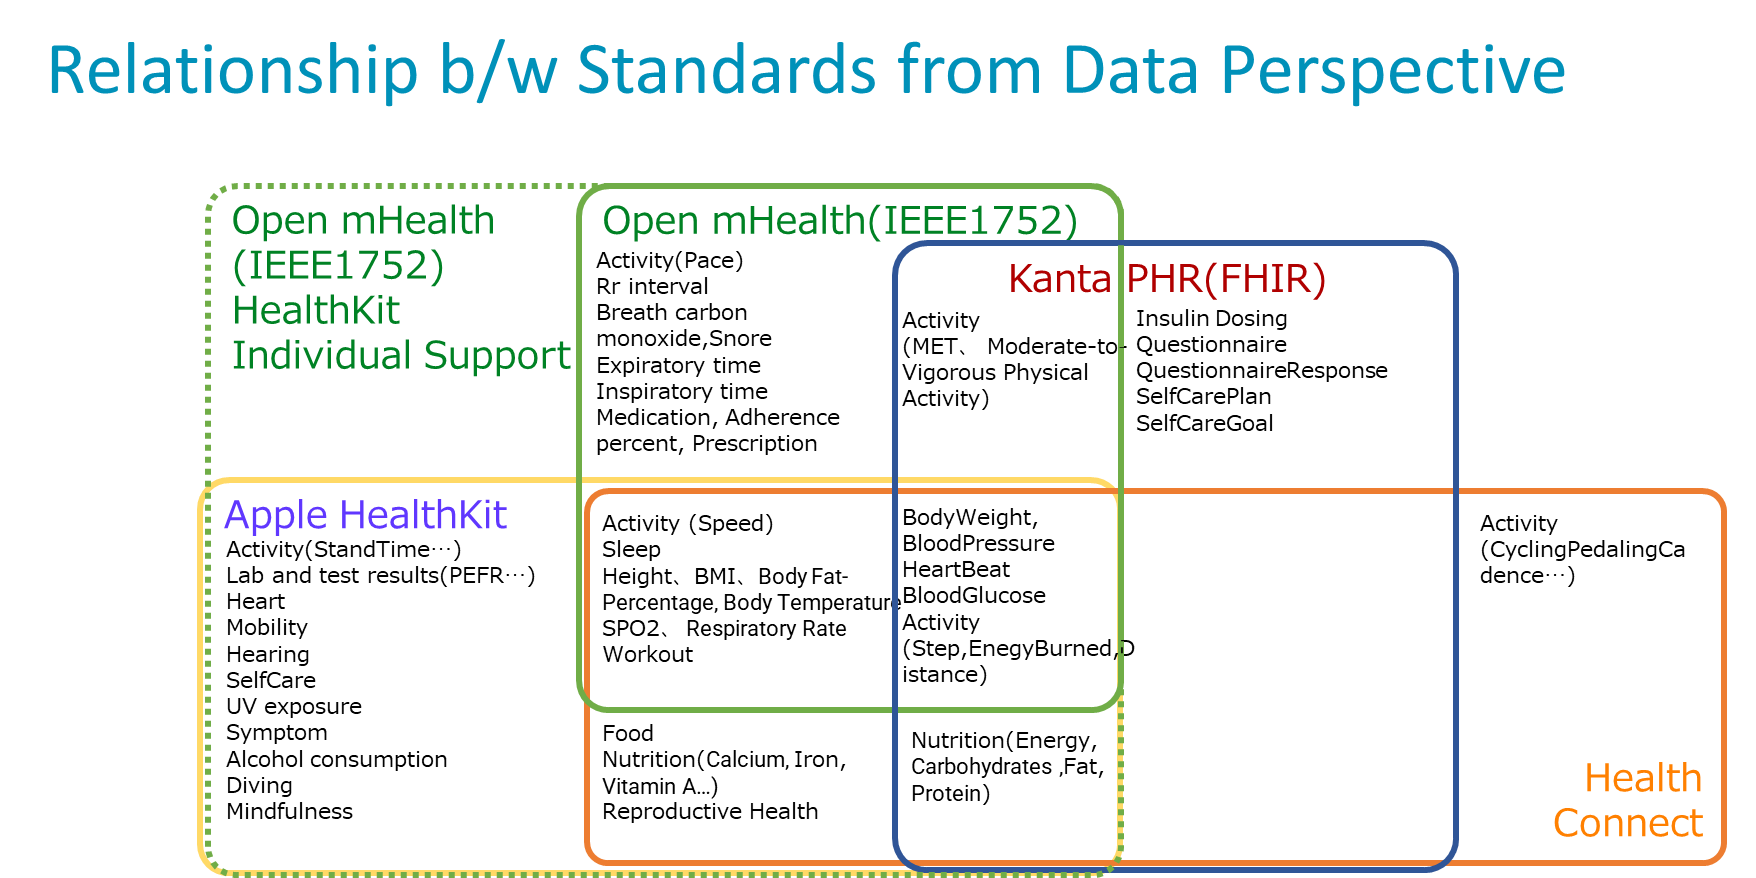 Relationship b/w Standards from Data Perspective
Open mHealth
(IEEE1752)
HealthKit
Individual Support
Open mHealth(IEEE1752)
Activity(Pace)
Rr interval
Breath carbon
monoxide,Snore
Expiratory time
Inspiratory time
Medication, Adherence
percent, Prescription
Kanta PHR(FHIR)
Activity
(MET、 Moderate-to-
Vigorous Physical
Activity)
Insulin Dosing
Questionnaire
QuestionnaireResponse
SelfCarePlan
SelfCareGoal
Apple HealthKit
Activity(StandTime…)
Lab and test results(PEFR…)
Heart
Mobility
Hearing
SelfCare
UV exposure
Symptom
Alcohol consumption
Diving
Mindfulness
Activity (Speed)
Sleep
Height、BMI、Body Fat-
Percentage, Body Temperature
SPO2、 Respiratory Rate
Workout
BodyWeight,
BloodPressure
HeartBeat
BloodGlucose
Activity
(Step,EnegyBurned,D
istance)
Activity
(CyclingPedalingCa
dence…)
Food
Nutrition(Calcium, Iron,
Vitamin A...)
Reproductive Health
Nutrition(Energy,
Carbohydrates ,Fat,
Protein)
Health
Connect